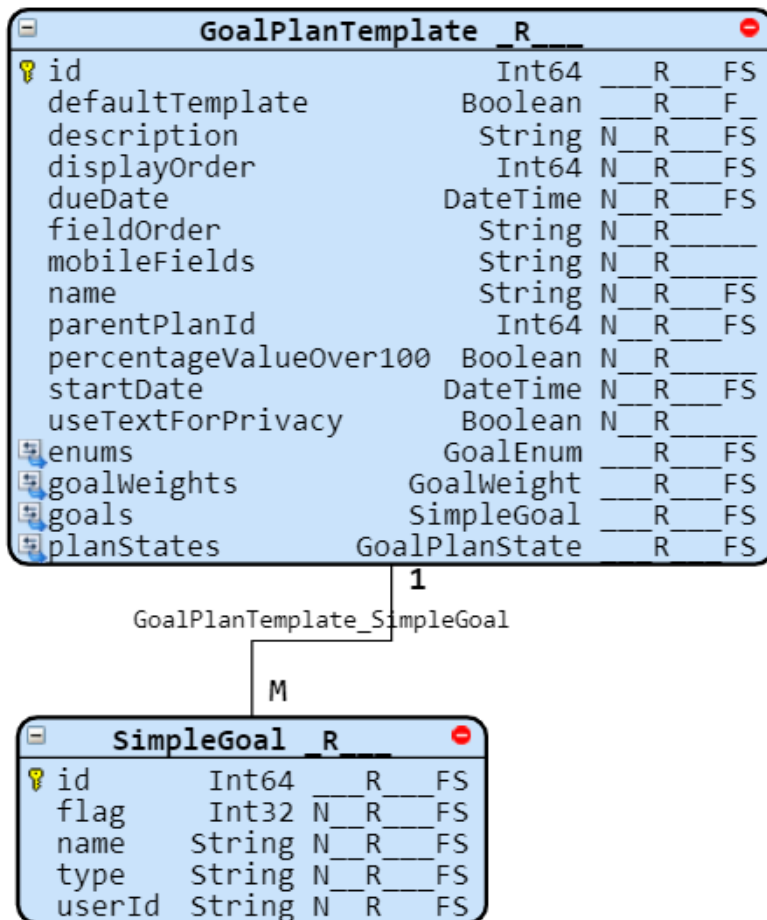 GoalPlanTemplate _R___
id Int64 ___R___FS
defaultTemplate Boolean ___R___F_
description String N__R___FS
displayOrder Int64 N__R___FS
dueDate DateTime N__R___FS
fieldOrder String N__R_____
mobileFields String N__R_____
name String N__R___FS
parentPlanId Int64 N__R___FS
percentageValueOver100 Boolean N__R_____
startDate DateTime N__R___FS
useTextForPrivacy Boolean N__R_____
enums GoalEnum ___R___FS
goalWeights GoalWeight ___R___FS
goals SimpleGoal ___R___FS
planStates GoalPlanState ___R___FS
1
GoalPlanTemplate_SimpleGoal
M
SimpleGoal _R___
id Int64 ___R___FS
flag Int32 N__R___FS
name String N__R___FS
type String N__R___FS
userId String N__R___FS